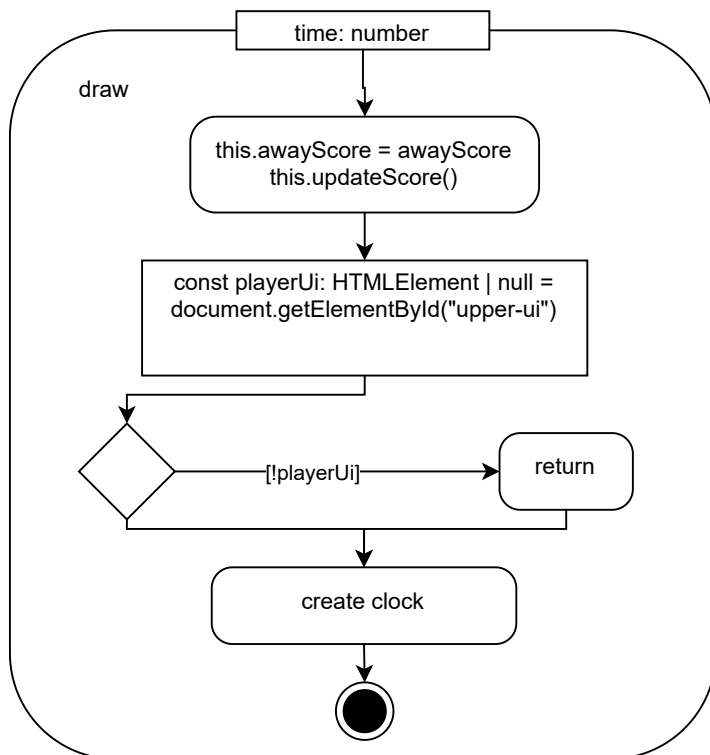 time: number
draw
this.awayScore = awayScore
this.updateScore()
const playerUi: HTMLElement | null =
document.getElementById("upper-ui")
[!playerUi]
return
create clock